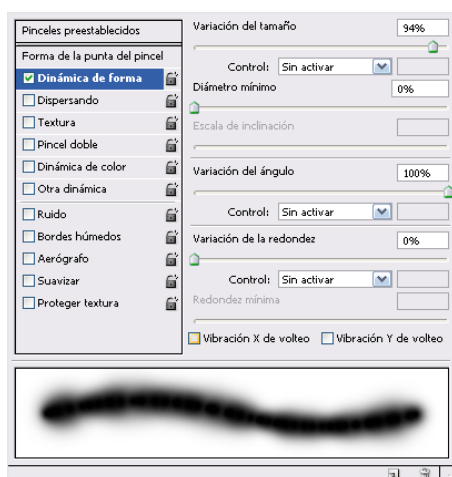 Pinceles preestablecidos
Forma de la punta del pincel
Dinámica de forma
Dispersando
Textura
Pincel doble
Dinámica de color
Otra dinámica
Ruido
Bordes húmedos
Aerógrafo
Suavizar
Proteger textura
Variación del tamaño 94%
Control: Sin activar
Diámetro mínimo 0%
Escala de inclinación
Variación del ángulo 100%
Control: Sin activar
Variación de la redondez 0%
Control: Sin activar
Redondez mínima
Vibración X de volteo Vibración Y de volteo